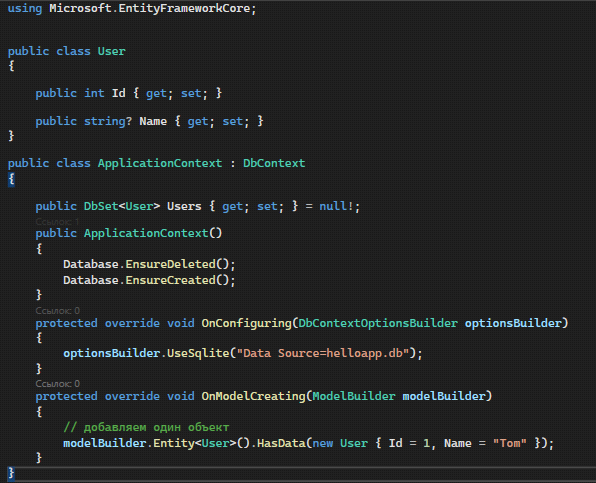 using Microsoft.EntityFrameworkCore;
public class User
{
public int Id { get; set; }
public string? Name { get; set; }
}
public class ApplicationContext : DbContext
{
public DbSet<User> Users { get; set; } = null!;
Ссылок: 1
public ApplicationContext()
{
Database.EnsureDeleted();
Database.EnsureCreated();
}
Ссылок: 0
protected override void OnConfiguring(DbContextOptionsBuilder optionsBuilder)
{
optionsBuilder.UseSqlite("Data Source=helloapp.db");
}
Ссылок: 0
protected override void OnModelCreating(ModelBuilder modelBuilder)
{
// добавляем один объект
modelBuilder.Entity<User>().HasData(new User { Id = 1, Name = "Tom" });
}
}